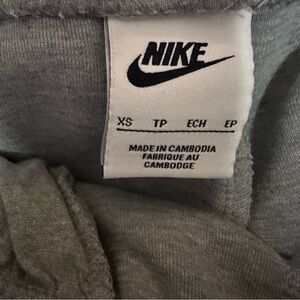 NIKE
XS TP ECH EP
MADE IN CAMBODIA
FABRIQUE AU
CAMBODGE